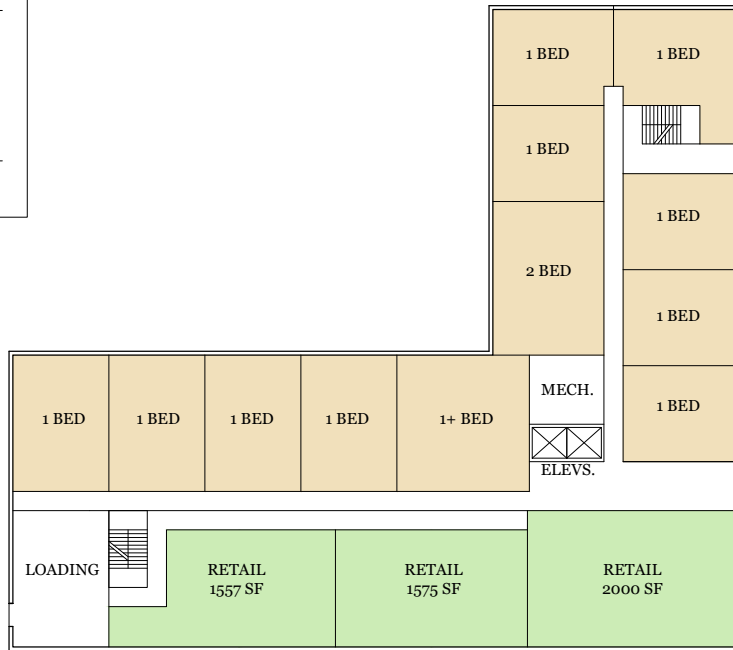 1 BED
1 BED
1 BED
1 BED
2 BED
1 BED
1 BED
MECH.
1 BED
1 BED
1 BED
1 BED
1+ BED
1 BED
ELEVS.
LOADING
RETAIL
1557 SF
RETAIL
1575 SF
RETAIL
2000 SF